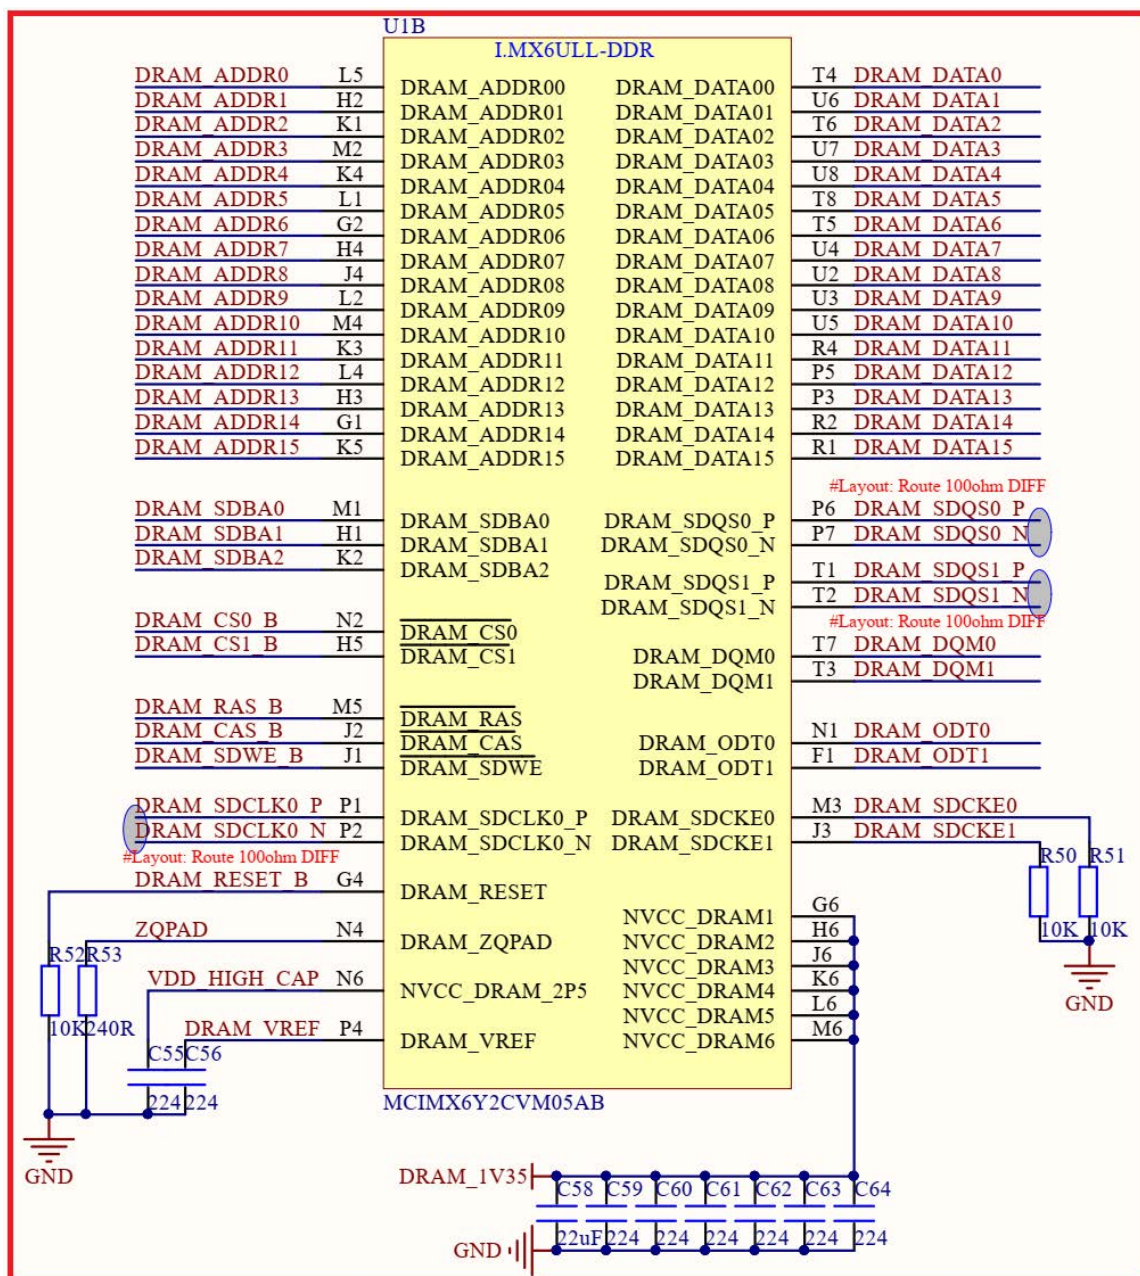 U1B
I.MX6ULL-DDR
DRAM_ADDR0 L5 DRAM_ADDR00 DRAM_DATA00 T4 DRAM_DATA0
DRAM_ADDR1 H2 DRAM_ADDR01 DRAM_DATA01 U6 DRAM_DATA1
DRAM_ADDR2 K1 DRAM_ADDR02 DRAM_DATA02 T6 DRAM_DATA2
DRAM_ADDR3 M2 DRAM_ADDR03 DRAM_DATA03 U7 DRAM_DATA3
DRAM_ADDR4 K4 DRAM_ADDR04 DRAM_DATA04 U8 DRAM_DATA4
DRAM_ADDR5 L1 DRAM_ADDR05 DRAM_DATA05 T8 DRAM_DATA5
DRAM_ADDR6 G2 DRAM_ADDR06 DRAM_DATA06 T5 DRAM_DATA6
DRAM_ADDR7 H4 DRAM_ADDR07 DRAM_DATA07 U4 DRAM_DATA7
DRAM_ADDR8 J4 DRAM_ADDR08 DRAM_DATA08 U2 DRAM_DATA8
DRAM_ADDR9 L2 DRAM_ADDR09 DRAM_DATA09 U3 DRAM_DATA9
DRAM_ADDR10 M4 DRAM_ADDR10 DRAM_DATA10 U5 DRAM_DATA10
DRAM_ADDR11 K3 DRAM_ADDR11 DRAM_DATA11 R4 DRAM_DATA11
DRAM_ADDR12 L4 DRAM_ADDR12 DRAM_DATA12 P5 DRAM_DATA12
DRAM_ADDR13 H3 DRAM_ADDR13 DRAM_DATA13 P3 DRAM_DATA13
DRAM_ADDR14 G1 DRAM_ADDR14 DRAM_DATA14 R2 DRAM_DATA14
DRAM_ADDR15 K5 DRAM_ADDR15 DRAM_DATA15 R1 DRAM_DATA15
#Layout: Route 100ohm DIFF
DRAM_SDBA0 M1 DRAM_SDBA0 DRAM_SDQS0_P P6 DRAM_SDQS0_P
DRAM_SDBA1 H1 DRAM_SDBA1 DRAM_SDQS0_N P7 DRAM_SDQS0_N
DRAM_SDBA2 K2 DRAM_SDBA2 DRAM_SDQS1_P T1 DRAM_SDQS1_P
DRAM_SDQS1_N T2 DRAM_SDQS1_N
#Layout: Route 100ohm DIFF
DRAM_CS0_B N2 DRAM_CS0
DRAM_CS1_B H5 DRAM_CS1 DRAM_DQM0 T7 DRAM_DQM0
DRAM_DQM1 T3 DRAM_DQM1
DRAM_RAS_B M5 DRAM_RAS
DRAM_CAS_B J2 DRAM_CAS DRAM_ODT0 N1 DRAM_ODT0
DRAM_SDWE_B J1 DRAM_SDWE DRAM_ODT1 F1 DRAM_ODT1
DRAM_SDCLK0_P P1 DRAM_SDCLK0_P DRAM_SDCKE0 M3 DRAM_SDCKE0
DRAM_SDCLK0_N P2 DRAM_SDCLK0_N DRAM_SDCKE1 J3 DRAM_SDCKE1
#Layout: Route 100ohm DIFF
R50 R51
10K 10K
GND
DRAM_RESET_B G4 DRAM_RESET
NVCC_DRAM1 G6
ZQPAD N4 DRAM_ZQPAD NVCC_DRAM2 H6
NVCC_DRAM3 J6
VDD_HIGH_CAP N6 NVCC_DRAM_2P5 NVCC_DRAM4 K6
NVCC_DRAM5 L6
DRAM_VREF P4 DRAM_VREF NVCC_DRAM6 M6
R52 R53
10K 240R
C55 C56
224 224
GND
MCIMX6Y2CVM05AB
DRAM_1V35
C58 C59 C60 C61 C62 C63 C64
22uF 224 224 224 224 224 224
GND